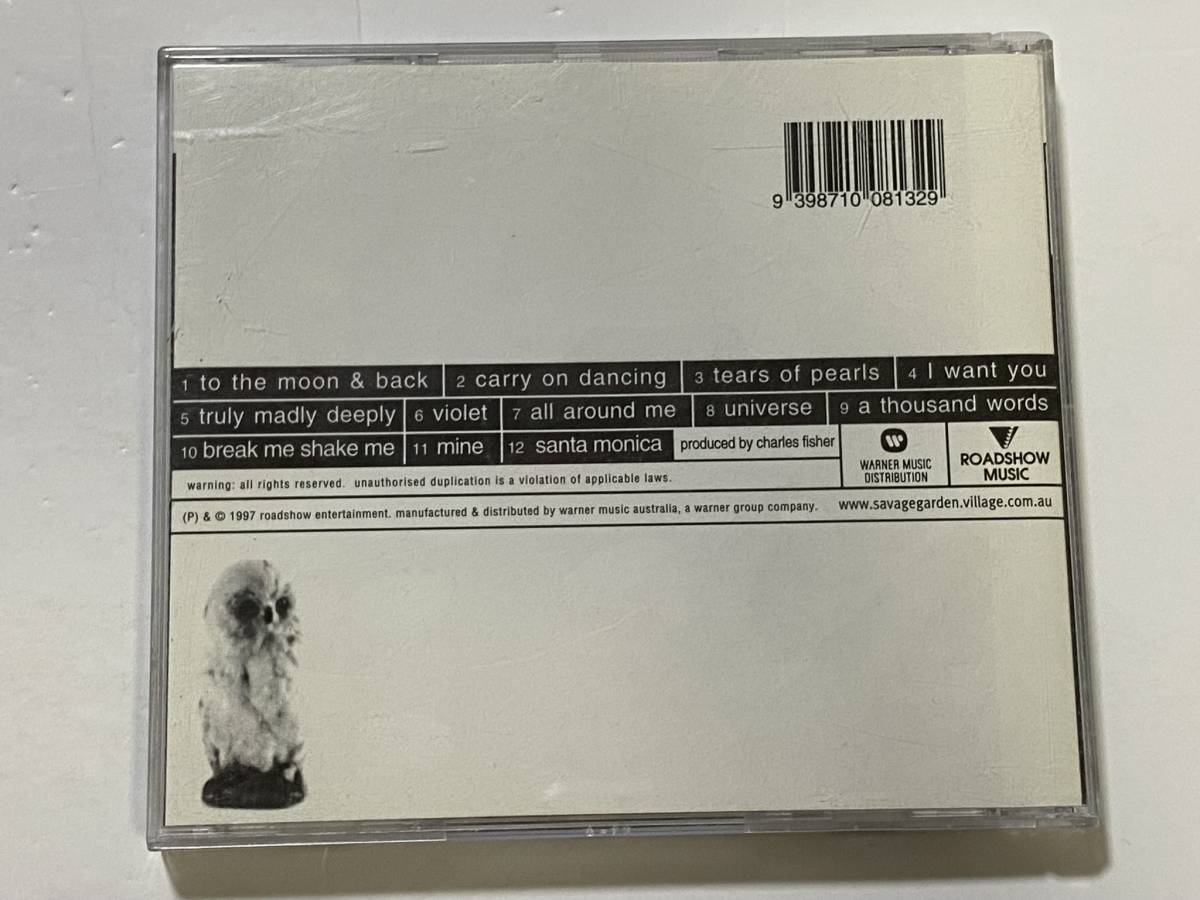 9 398710 081329
1 to the moon & back 2 carry on dancing 3 tears of pearls 4 I want you
5 truly madly deeply 6 violet 7 all around me 8 universe 9 a thousand words
10 break me shake me 11 mine 12 santa monica produced by charles fisher
WARNER MUSIC
DISTRIBUTION
ROADSHOW
MUSIC
warning: all rights reserved. unauthorised duplication is a violation of applicable laws.
(P) & © 1997 roadshow entertainment. manufactured & distributed by warner music australia, a warner group company. www.savagegarden.village.com.au